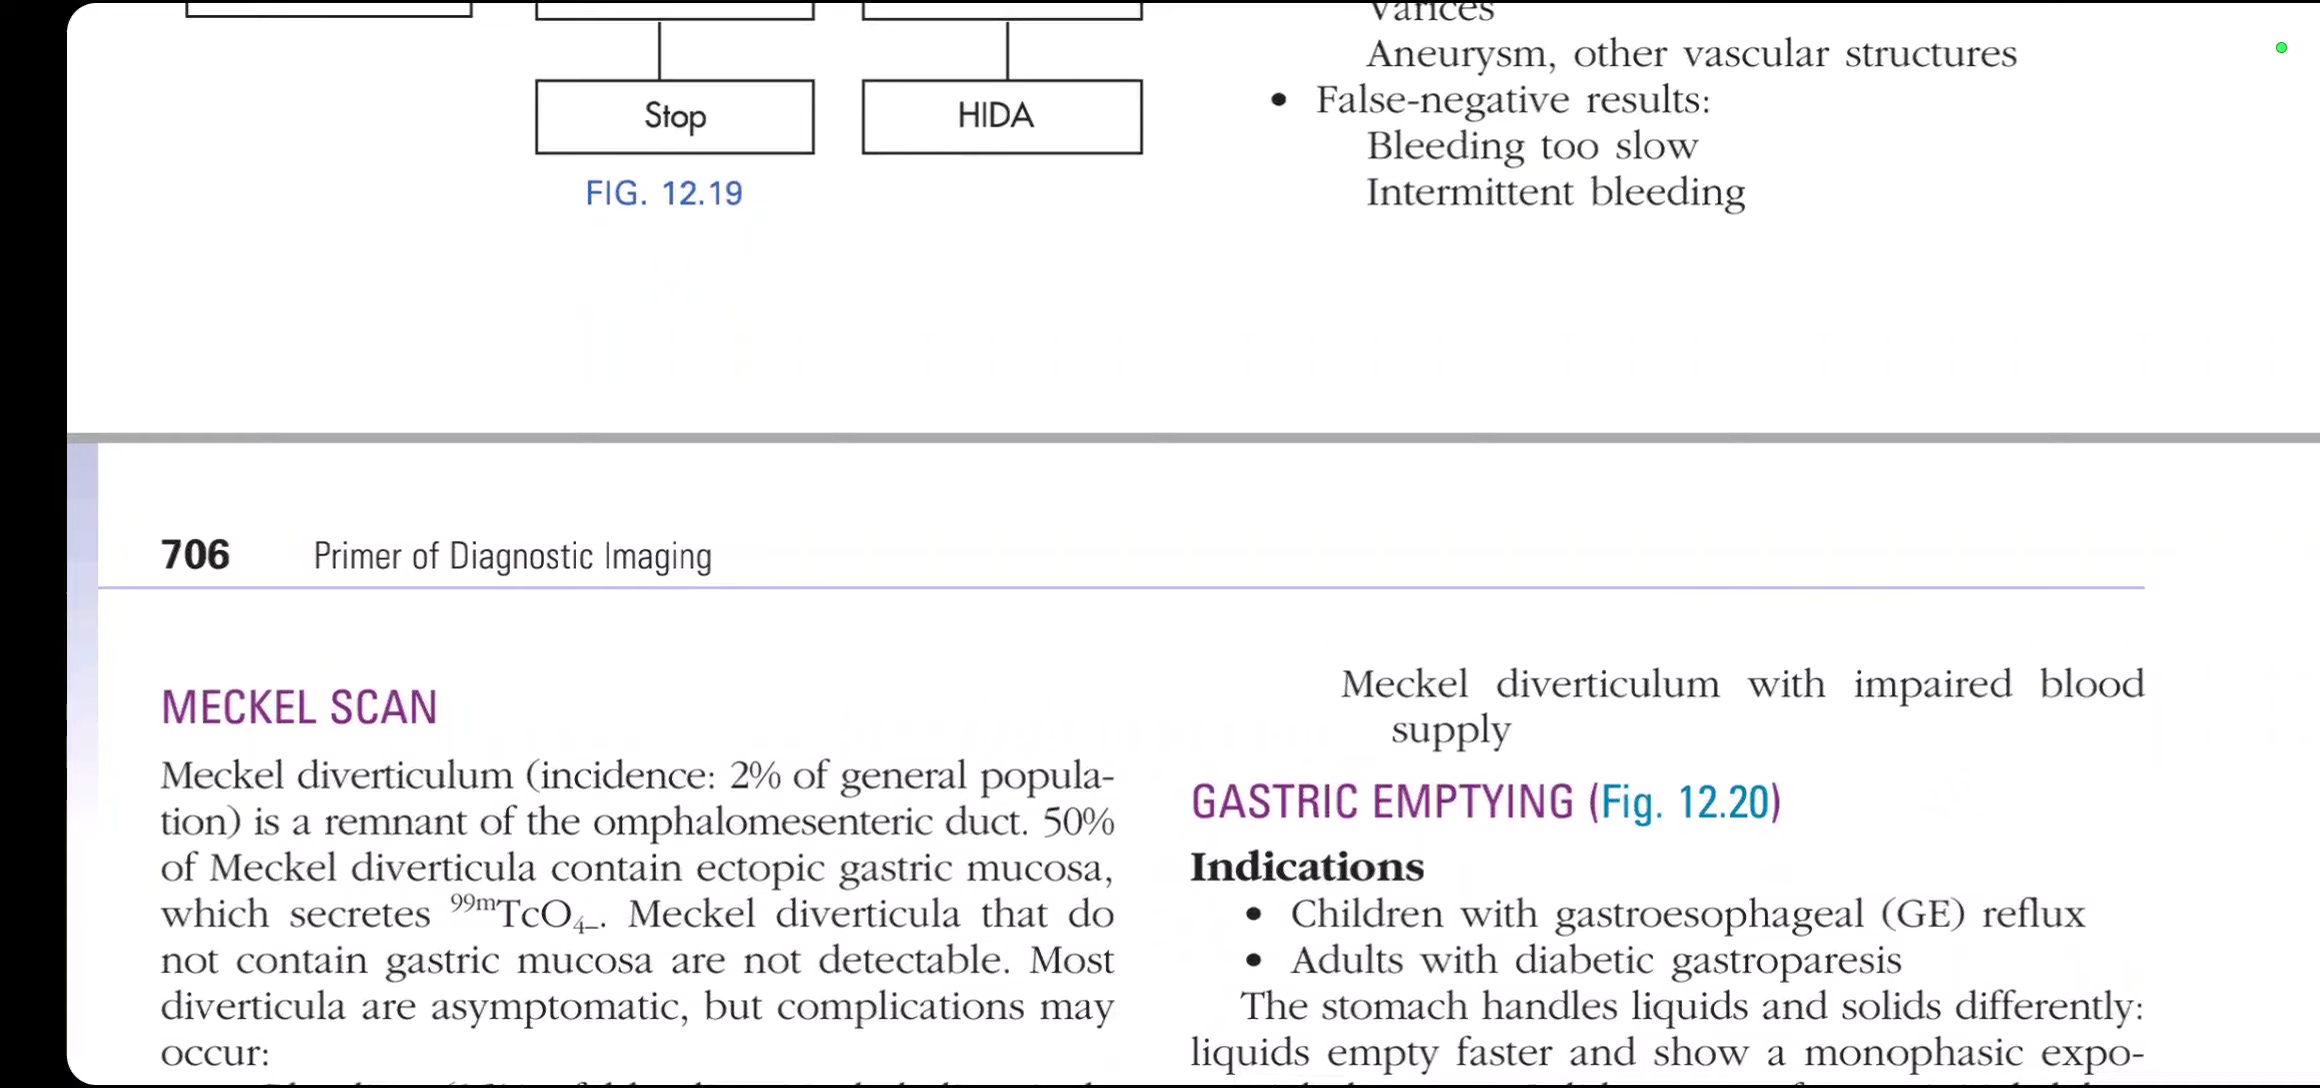 Stop
HIDA
FIG. 12.19
Varices
Aneurysm, other vascular structures
• False-negative results:
Bleeding too slow
Intermittent bleeding
706 Primer of Diagnostic Imaging
MECKEL SCAN
Meckel diverticulum (incidence: 2% of general popula-
tion) is a remnant of the omphalomesenteric duct. 50%
of Meckel diverticula contain ectopic gastric mucosa,
which secretes ⁹⁹ᵐTcO₄₋. Meckel diverticula that do
not contain gastric mucosa are not detectable. Most
diverticula are asymptomatic, but complications may
occur:
Meckel diverticulum with impaired blood
supply
GASTRIC EMPTYING (Fig. 12.20)
Indications
• Children with gastroesophageal (GE) reflux
• Adults with diabetic gastroparesis
The stomach handles liquids and solids differently:
liquids empty faster and show a monophasic expo-